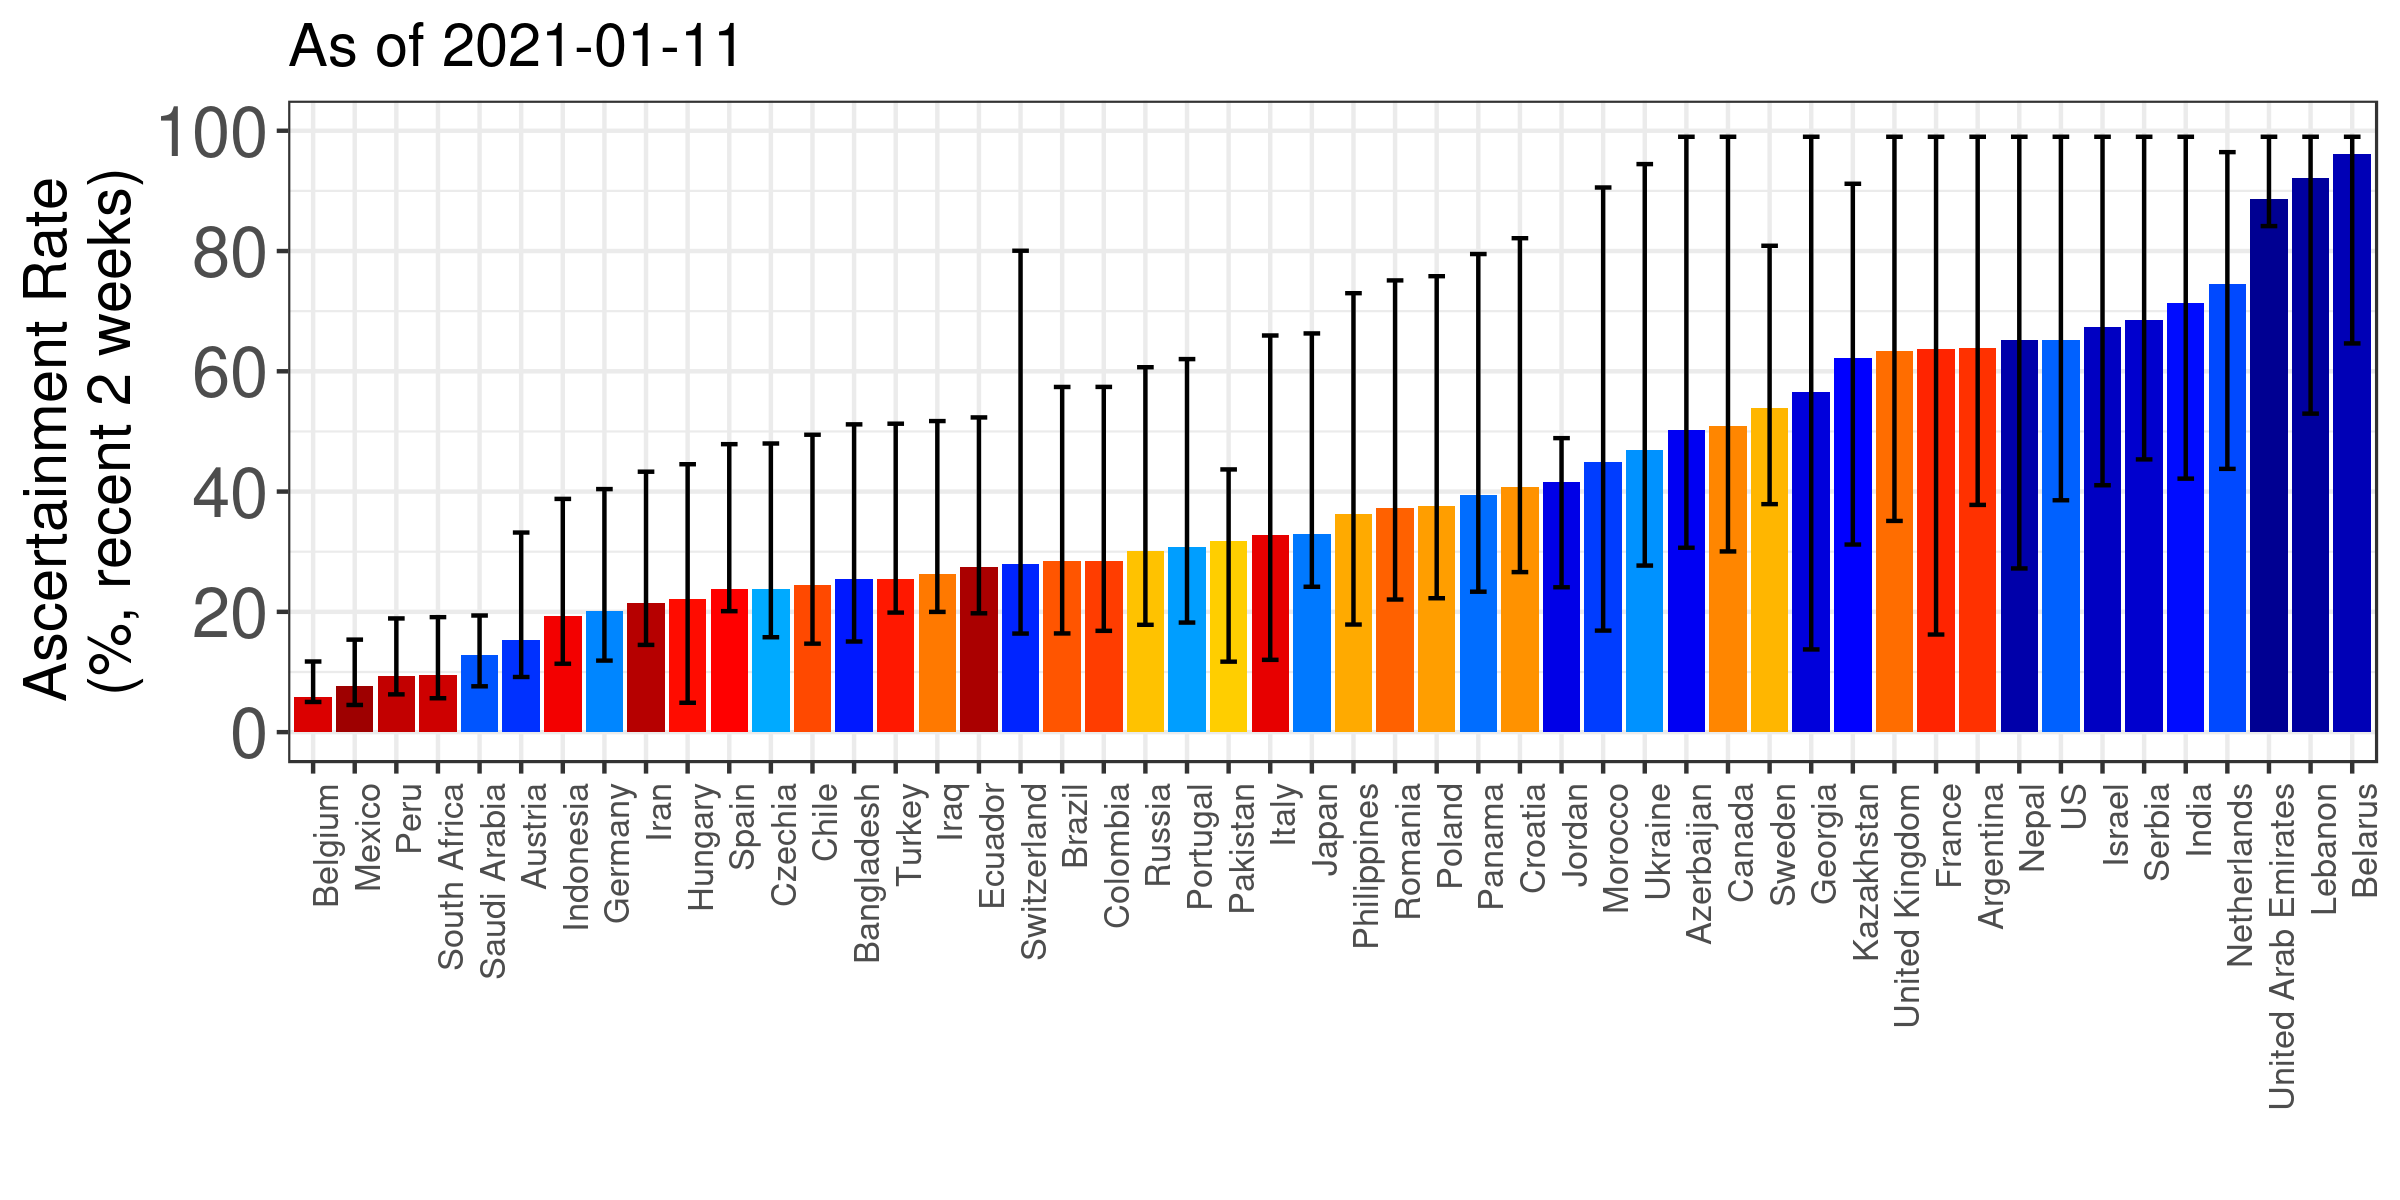 As of 2021-01-11
Ascertainment Rate
(%, recent 2 weeks)
100
80
60
40
20
0
Belgium
Mexico
Peru
South Africa
Saudi Arabia
Austria
Indonesia
Germany
Iran
Hungary
Spain
Czechia
Chile
Bangladesh
Turkey
Iraq
Ecuador
Switzerland
Brazil
Colombia
Russia
Portugal
Pakistan
Italy
Japan
Philippines
Romania
Poland
Panama
Croatia
Jordan
Morocco
Ukraine
Azerbaijan
Canada
Sweden
Georgia
Kazakhstan
United Kingdom
France
Argentina
Nepal
US
Israel
Serbia
India
Netherlands
United Arab Emirates
Lebanon
Belarus